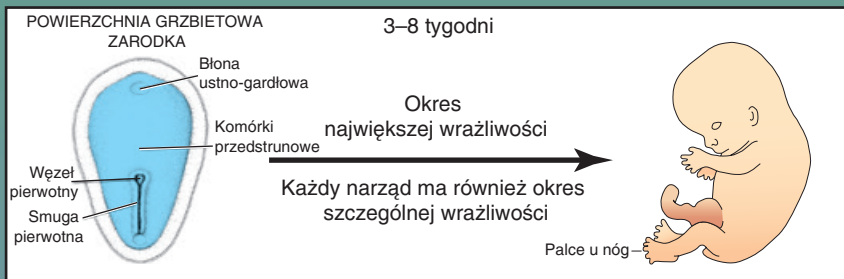 POWIERZCHNIA GRZBIETOWA
ZARODKA
Błona
ustno-gardłowa
Komórki
przedstrunowe
Węzeł
pierwotny
Smuga
pierwotna
3–8 tygodni
Okres
największej wrażliwości
Każdy narząd ma również okres
szczególnej wrażliwości
Palce u nóg